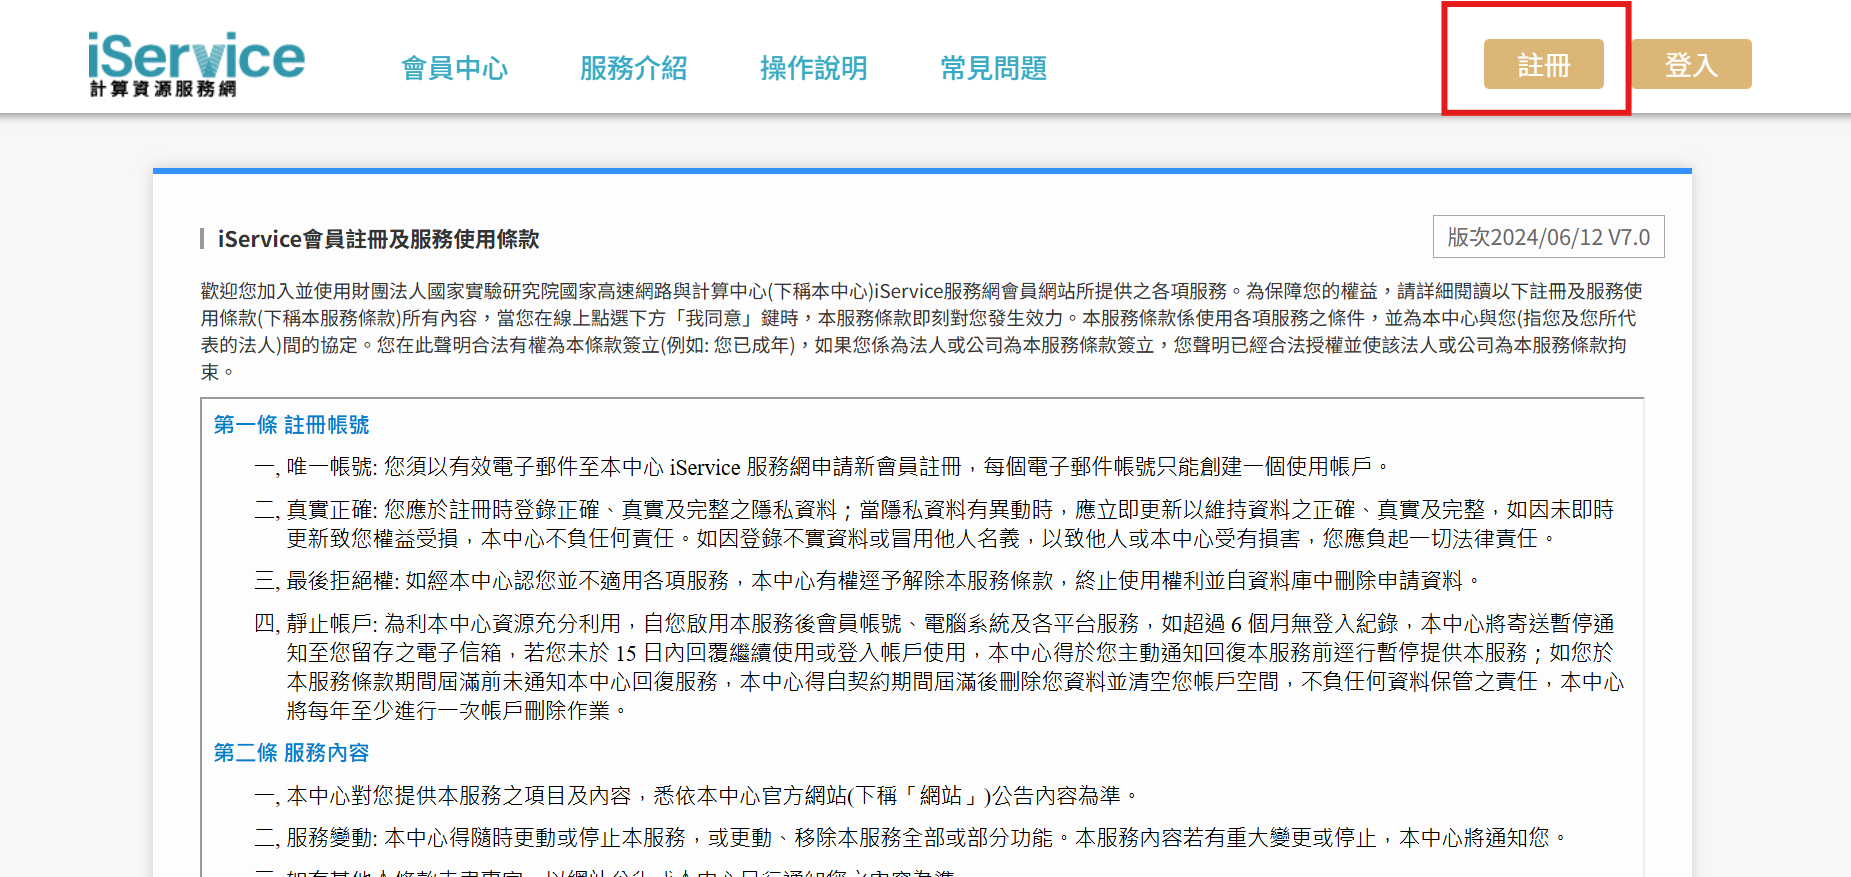 iService
計算資源服務網
會員中心 服務介紹 操作說明 常見問題 註冊 登入
iService會員註冊及服務使用條款
版次2024/06/12 V7.0
歡迎您加入並使用財團法人國家實驗研究院國家高速網路與計算中心(下稱本中心)iService服務網會員網站所提供之各項服務。為保障您的權益，請詳細閱讀以下註冊及服務使
用條款(下稱本服務條款)所有內容，當您在線上點選下方「我同意」鍵時，本服務條款即刻對您發生效力。本服務條款係使用各項服務之條件，並為本中心與您(指您及您所代
表的法人)間的協定。您在此聲明合法有權為本條款簽立(例如: 您已成年)，如果您係為法人或公司為本服務條款簽立，您聲明已經合法授權並使該法人或公司為本服務條款拘
束。
第一條 註冊帳號
一, 唯一帳號: 您須以有效電子郵件至本中心 iService 服務網申請新會員註冊，每個電子郵件帳號只能創建一個使用帳戶。
二, 真實正確: 您應於註冊時登錄正確、真實及完整之隱私資料；當隱私資料有異動時，應立即更新以維持資料之正確、真實及完整，如因未即時
更新致您權益受損，本中心不負任何責任。如因登錄不實資料或冒用他人名義，以致他人或本中心受有損害，您應負起一切法律責任。
三, 最後拒絕權: 如經本中心認您並不適用各項服務，本中心有權逕予解除本服務條款，終止使用權利並自資料庫中刪除申請資料。
四, 靜止帳戶: 為利本中心資源充分利用，自您啟用本服務後會員帳號、電腦系統及各平台服務，如超過 6 個月無登入紀錄，本中心將寄送暫停通
知至您留存之電子信箱，若您未於 15 日內回覆繼續使用或登入帳戶使用，本中心得於您主動通知回復本服務前逕行暫停提供本服務；如您於
本服務條款期間屆滿前未通知本中心回復服務，本中心得自契約期間屆滿後刪除您資料並清空您帳戶空間，不負任何資料保管之責任，本中心
將每年至少進行一次帳戶刪除作業。
第二條 服務內容
一, 本中心對您提供本服務之項目及內容，悉依本中心官方網站(下稱「網站」)公告內容為準。
二, 服務變動: 本中心得隨時更動或停止本服務，或更動、移除本服務全部或部分功能。本服務內容若有重大變更或停止，本中心將通知您。